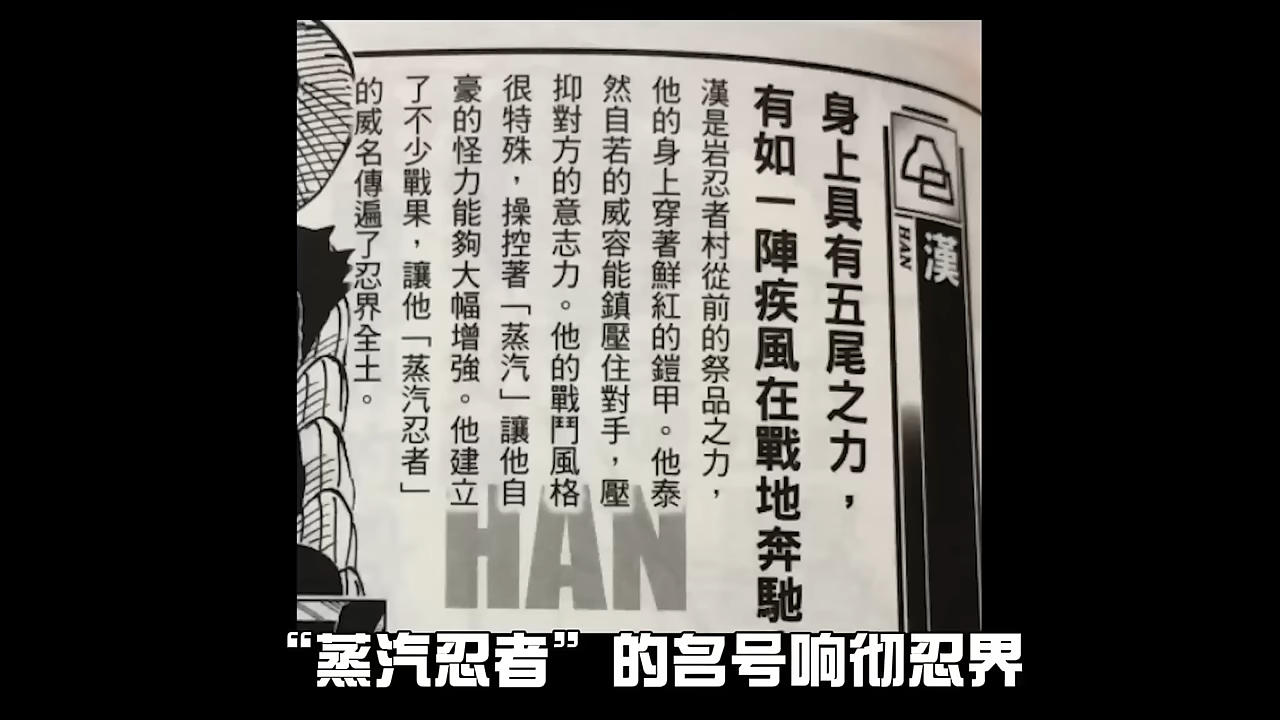 漢
HAN
身上具有五尾之力，
有如一陣疾風在戰地奔馳
漢是岩忍者村從前的祭品之力，
他的身上穿著鮮紅的鎧甲。他泰
然自若的威容能鎮壓住對手，壓
抑對方的意志力。他的戰鬥風格
很特殊，操控著「蒸汽」讓他自
豪的怪力能夠大幅增強。他建立
了不少戰果，讓他「蒸汽忍者」
的威名傳遍了忍界全土。
HAN
“蒸汽忍者”的名号响彻忍界